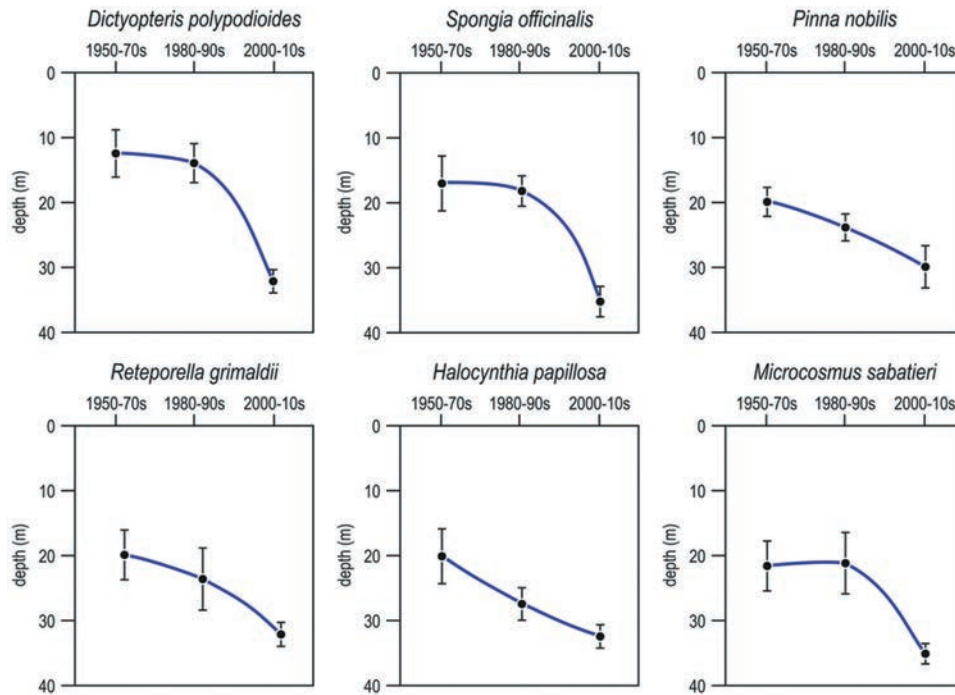 Dictyopteris polypodioides
1950-70s 1980-90s 2000-10s
0
10
20
30
40
depth (m)
Spongia officinalis
1950-70s 1980-90s 2000-10s
0
10
20
30
40
depth (m)
Pinna nobilis
1950-70s 1980-90s 2000-10s
0
10
20
30
40
depth (m)
Reteporella grimaldii
1950-70s 1980-90s 2000-10s
0
10
20
30
40
depth (m)
Halocynthia papillosa
1950-70s 1980-90s 2000-10s
0
10
20
30
40
depth (m)
Microcosmus sabatieri
1950-70s 1980-90s 2000-10s
0
10
20
30
40
depth (m)